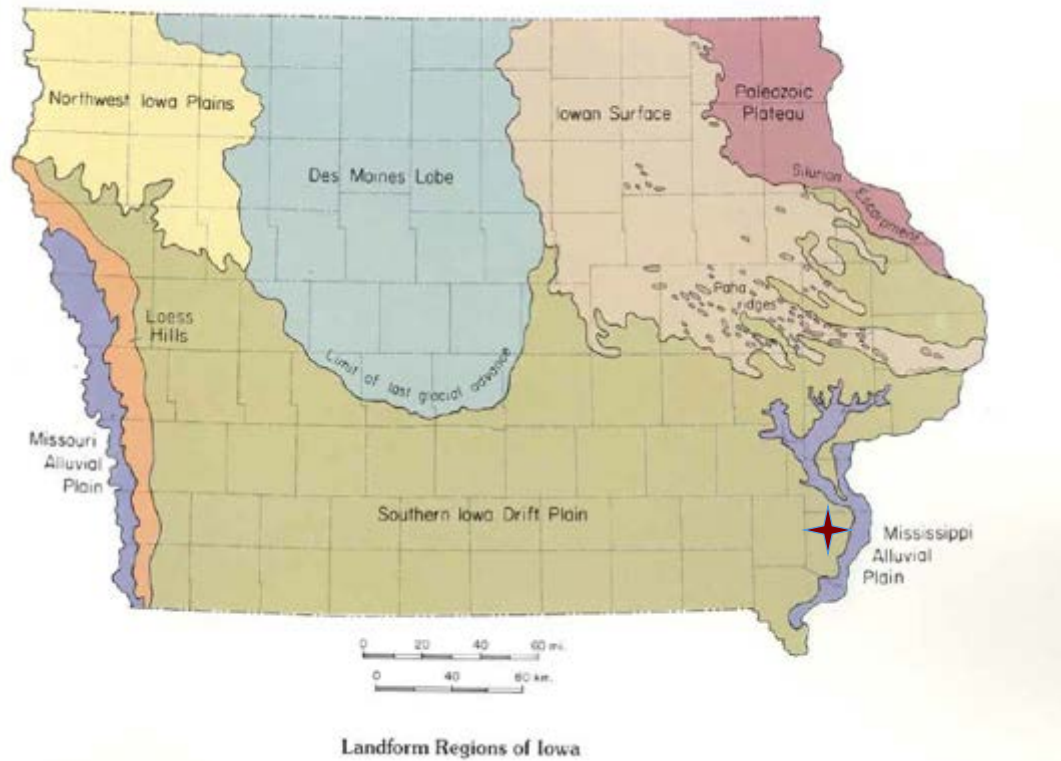 Northwest Iowa Plains
Des Moines Lobe
Iowan Surface
Paleozoic
Plateau
Silurian Escarpment
Paha
ridges
Loess
Hills
Limit of last glacial advance
Missouri
Alluvial
Plain
Southern Iowa Drift Plain
Mississippi
Alluvial
Plain
0 20 40 60 mi.
0 40 80 km.
Landform Regions of Iowa